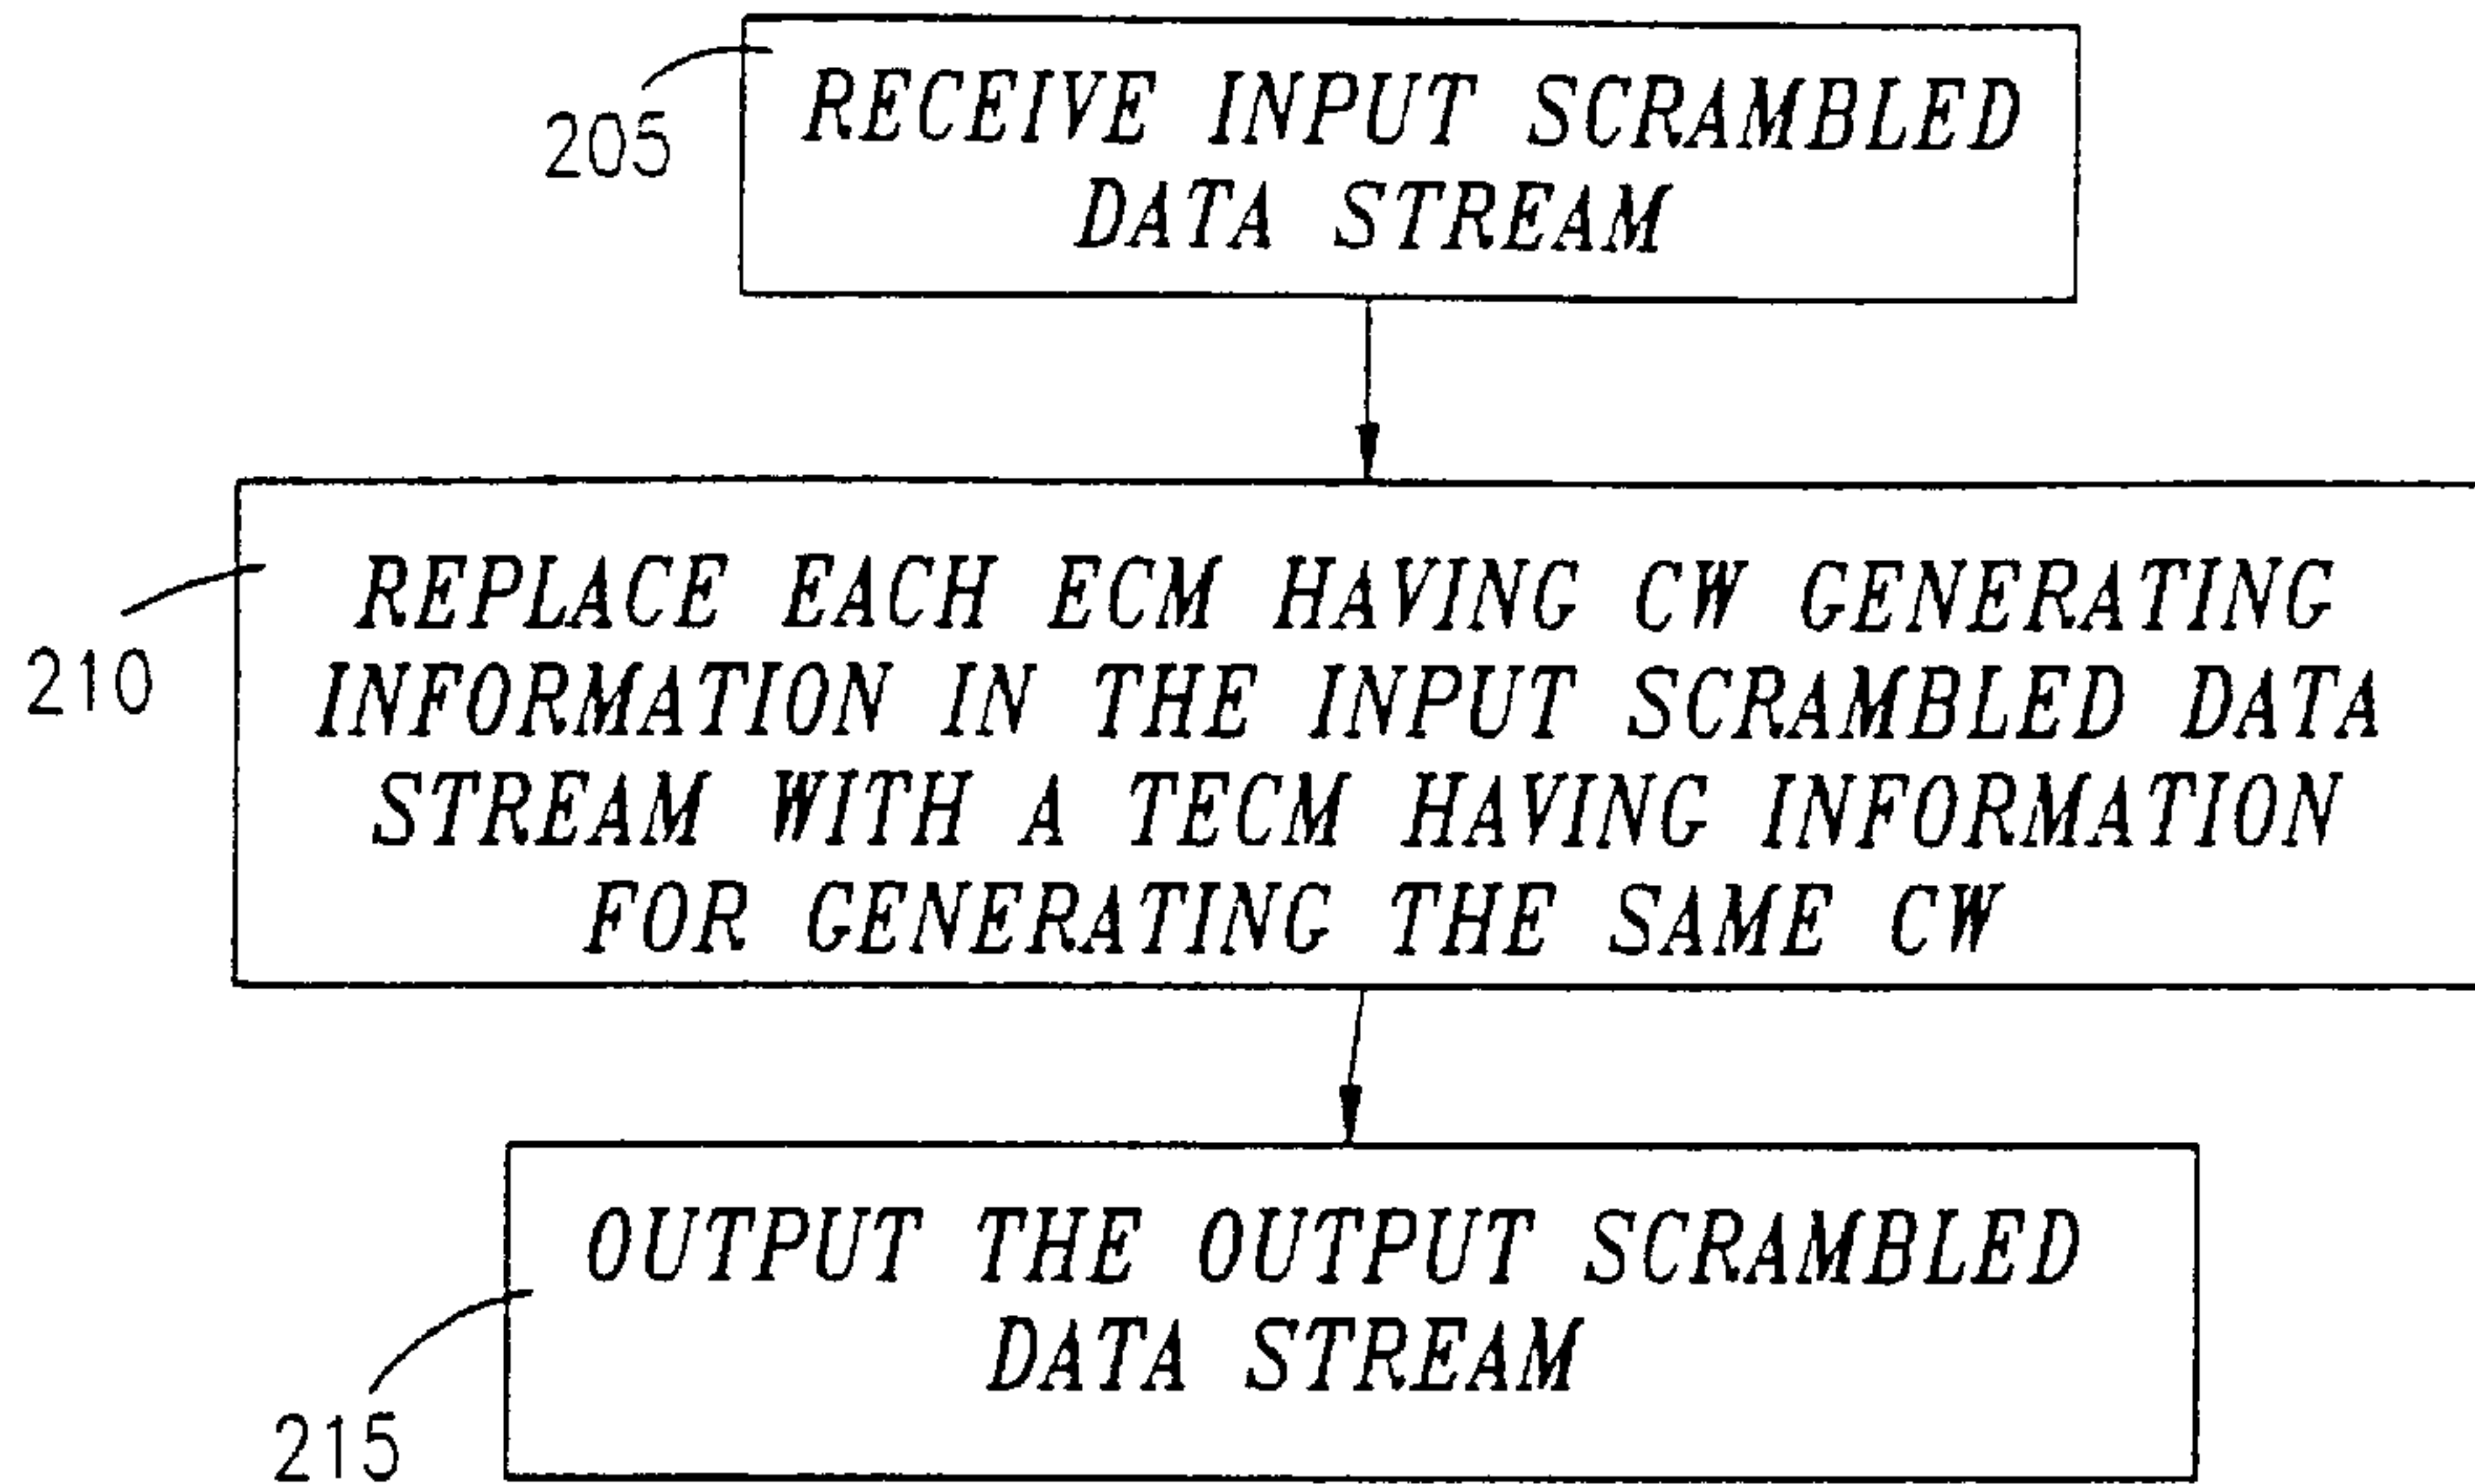 205
RECEIVE INPUT SCRAMBLED
DATA STREAM
210
REPLACE EACH ECM HAVING CW GENERATING
INFORMATION IN THE INPUT SCRAMBLED DATA
STREAM WITH A TECM HAVING INFORMATION
FOR GENERATING THE SAME CW
215
OUTPUT THE OUTPUT SCRAMBLED
DATA STREAM